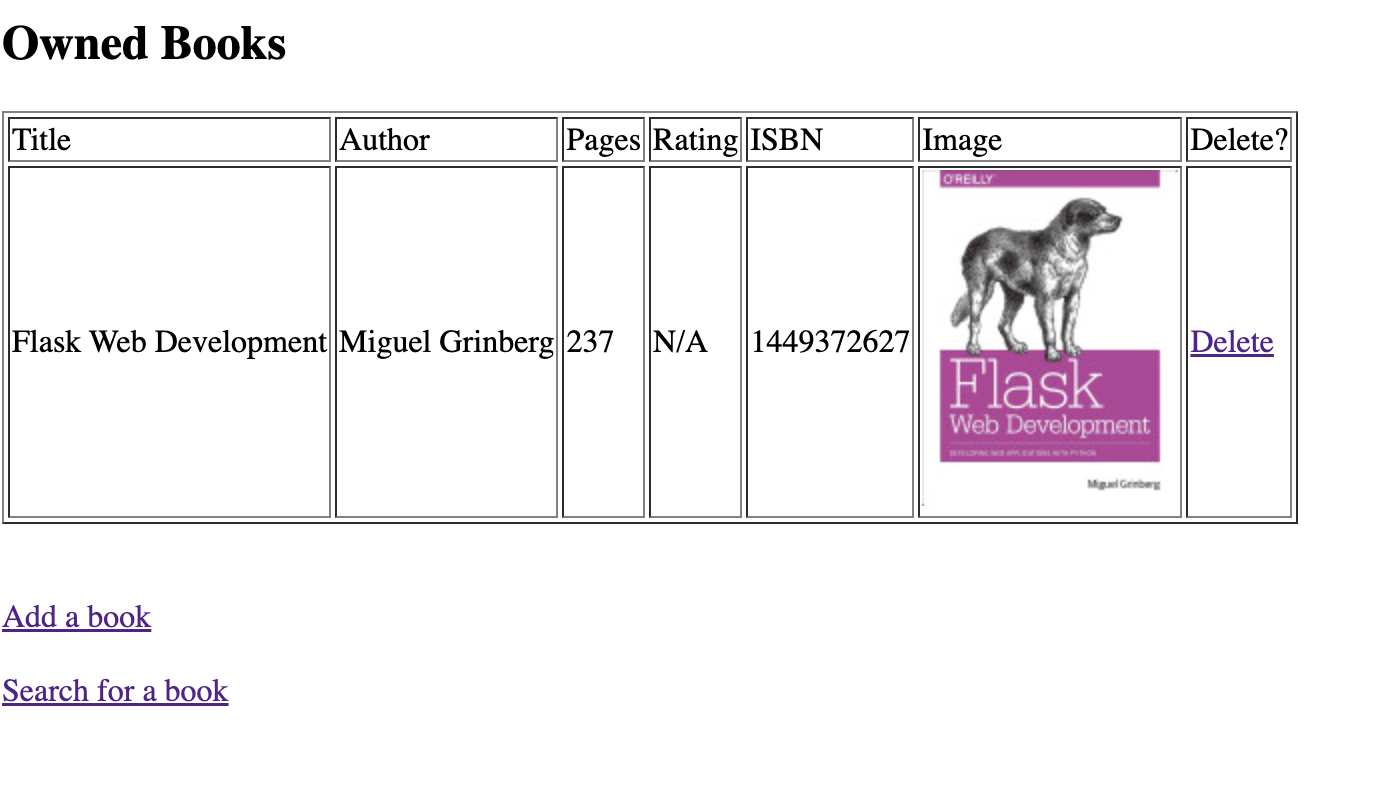 Owned Books
Title Author Pages Rating ISBN Image Delete?
O'REILLY
Flask Web Development Miguel Grinberg 237 N/A 1449372627 Delete
Flask
Web Development
DEVELOPING WEB APPLICATIONS WITH PYTHON
Miguel Grinberg
Add a book
Search for a book